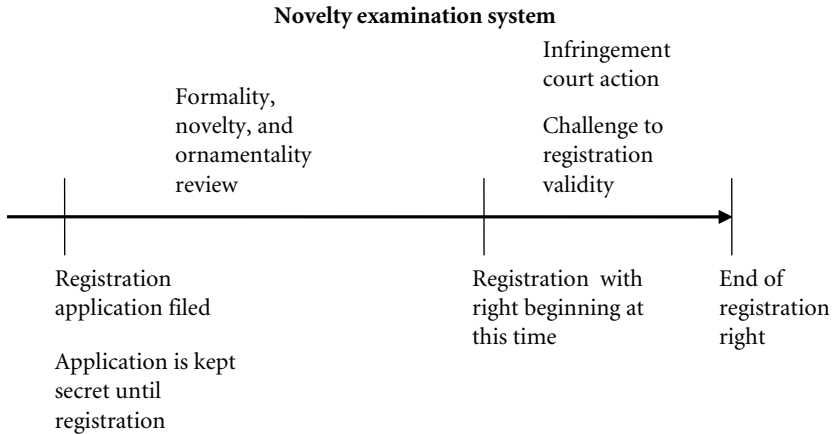 Novelty examination system
Infringement
court action
Formality,
novelty, and
ornamentality
review
Challenge to
registration
validity
Registration
application filed
Application is kept
secret until
registration
Registration with
right beginning at
this time
End of
registration
right